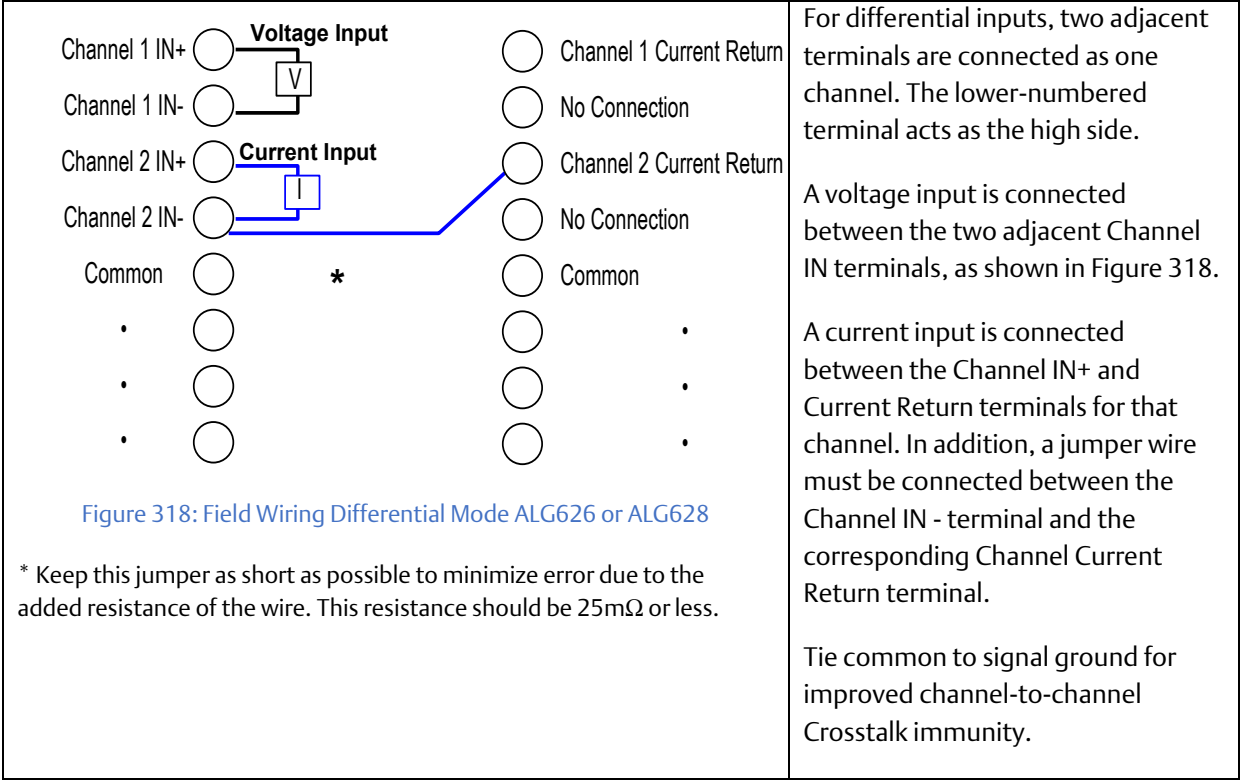 Voltage Input
Channel 1 IN+
V
Channel 1 Current Return
Channel 1 IN-
No Connection
Channel 2 IN+
Current Input
I
Channel 2 Current Return
Channel 2 IN-
No Connection
Common
*
Common
•
•
•
•
•
•
Figure 318: Field Wiring Differential Mode ALG626 or ALG628
* Keep this jumper as short as possible to minimize error due to the
added resistance of the wire. This resistance should be 25mΩ or less.
For differential inputs, two adjacent
terminals are connected as one
channel. The lower-numbered
terminal acts as the high side.
A voltage input is connected
between the two adjacent Channel
IN terminals, as shown in Figure 318.
A current input is connected
between the Channel IN+ and
Current Return terminals for that
channel. In addition, a jumper wire
must be connected between the
Channel IN - terminal and the
corresponding Channel Current
Return terminal.
Tie common to signal ground for
improved channel-to-channel
Crosstalk immunity.